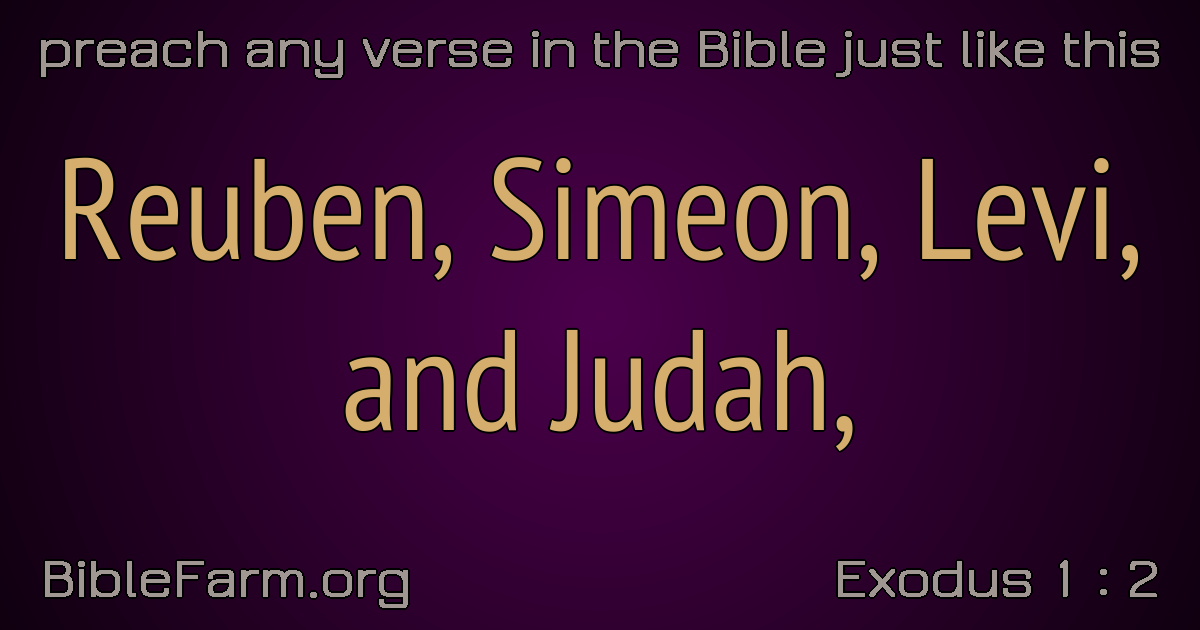 preach any verse in the Bible just like this
Reuben, Simeon, Levi,
and Judah,
BibleFarm.org
Exodus 1 : 2